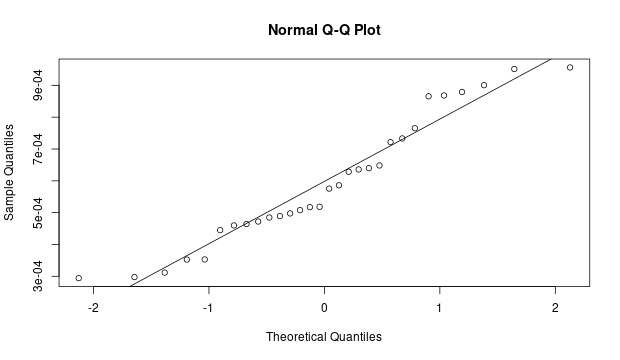 Normal Q-Q Plot
Sample Quantiles
9e-04
7e-04
5e-04
3e-04
-2 -1 0 1 2
Theoretical Quantiles